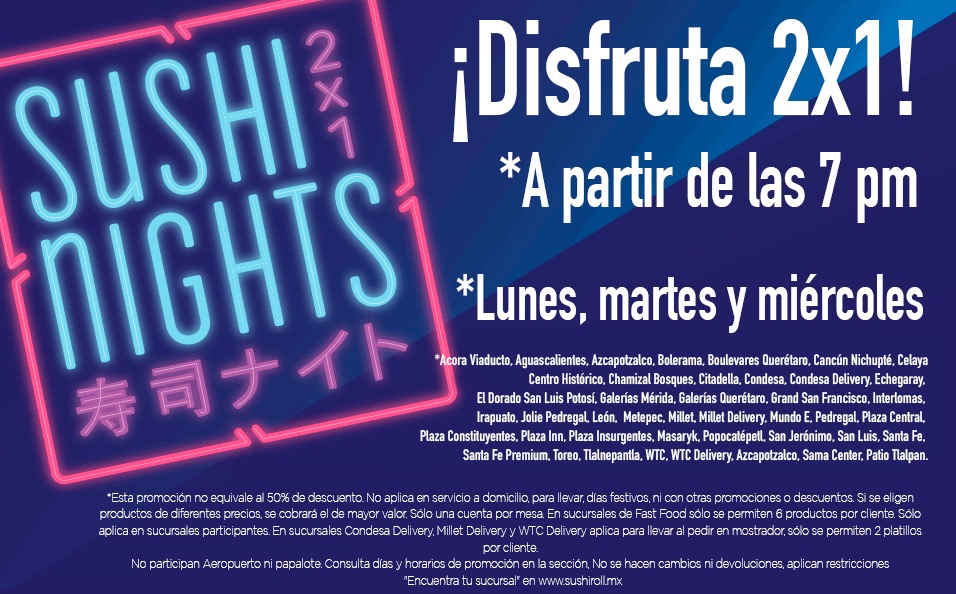 SUSHI
2x1
NIGHTS
寿司ナイト
¡Disfruta 2x1!
*A partir de las 7 pm
*Lunes, martes y miércoles
*Acora Viaducto, Aguascalientes, Azcapotzalco, Bolerama, Boulevares Querétaro, Cancún Nichupté, Celaya
Centro Histórico, Chamizal Bosques, Citadella, Condesa, Condesa Delivery, Echegaray,
El Dorado San Luis Potosí, Galerías Mérida, Galerías Querétaro, Grand San Francisco, Interlomas,
Irapuato, Jolie Pedregal, León, Metepec, Millet, Millet Delivery, Mundo E, Pedregal, Plaza Central,
Plaza Constituyentes, Plaza Inn, Plaza Insurgentes, Masaryk, Popocatépetl, San Jerónimo, San Luis, Santa Fe,
Santa Fe Premium, Toreo, Tlalnepantla, WTC, WTC Delivery, Azcapotzalco, Sama Center, Patio Tlalpan.
*Esta promoción no equivale al 50% de descuento. No aplica en servicio a domicilio, para llevar, días festivos, ni con otras promociones o descuentos. Si se eligen
productos de diferentes precios, se cobrará el de mayor valor. Sólo una cuenta por mesa. En sucursales de Fast Food sólo se permiten 6 productos por cliente. Sólo
aplica en sucursales participantes. En sucursales Condesa Delivery, Millet Delivery y WTC Delivery aplica para llevar al pedir en mostrador, sólo se permiten 2 platillos
por cliente.
No participan Aeropuerto ni papalote. Consulta días y horarios de promoción en la sección, No se hacen cambios ni devoluciones, aplican restricciones
"Encuentra tu sucursal" en www.sushiroll.mx